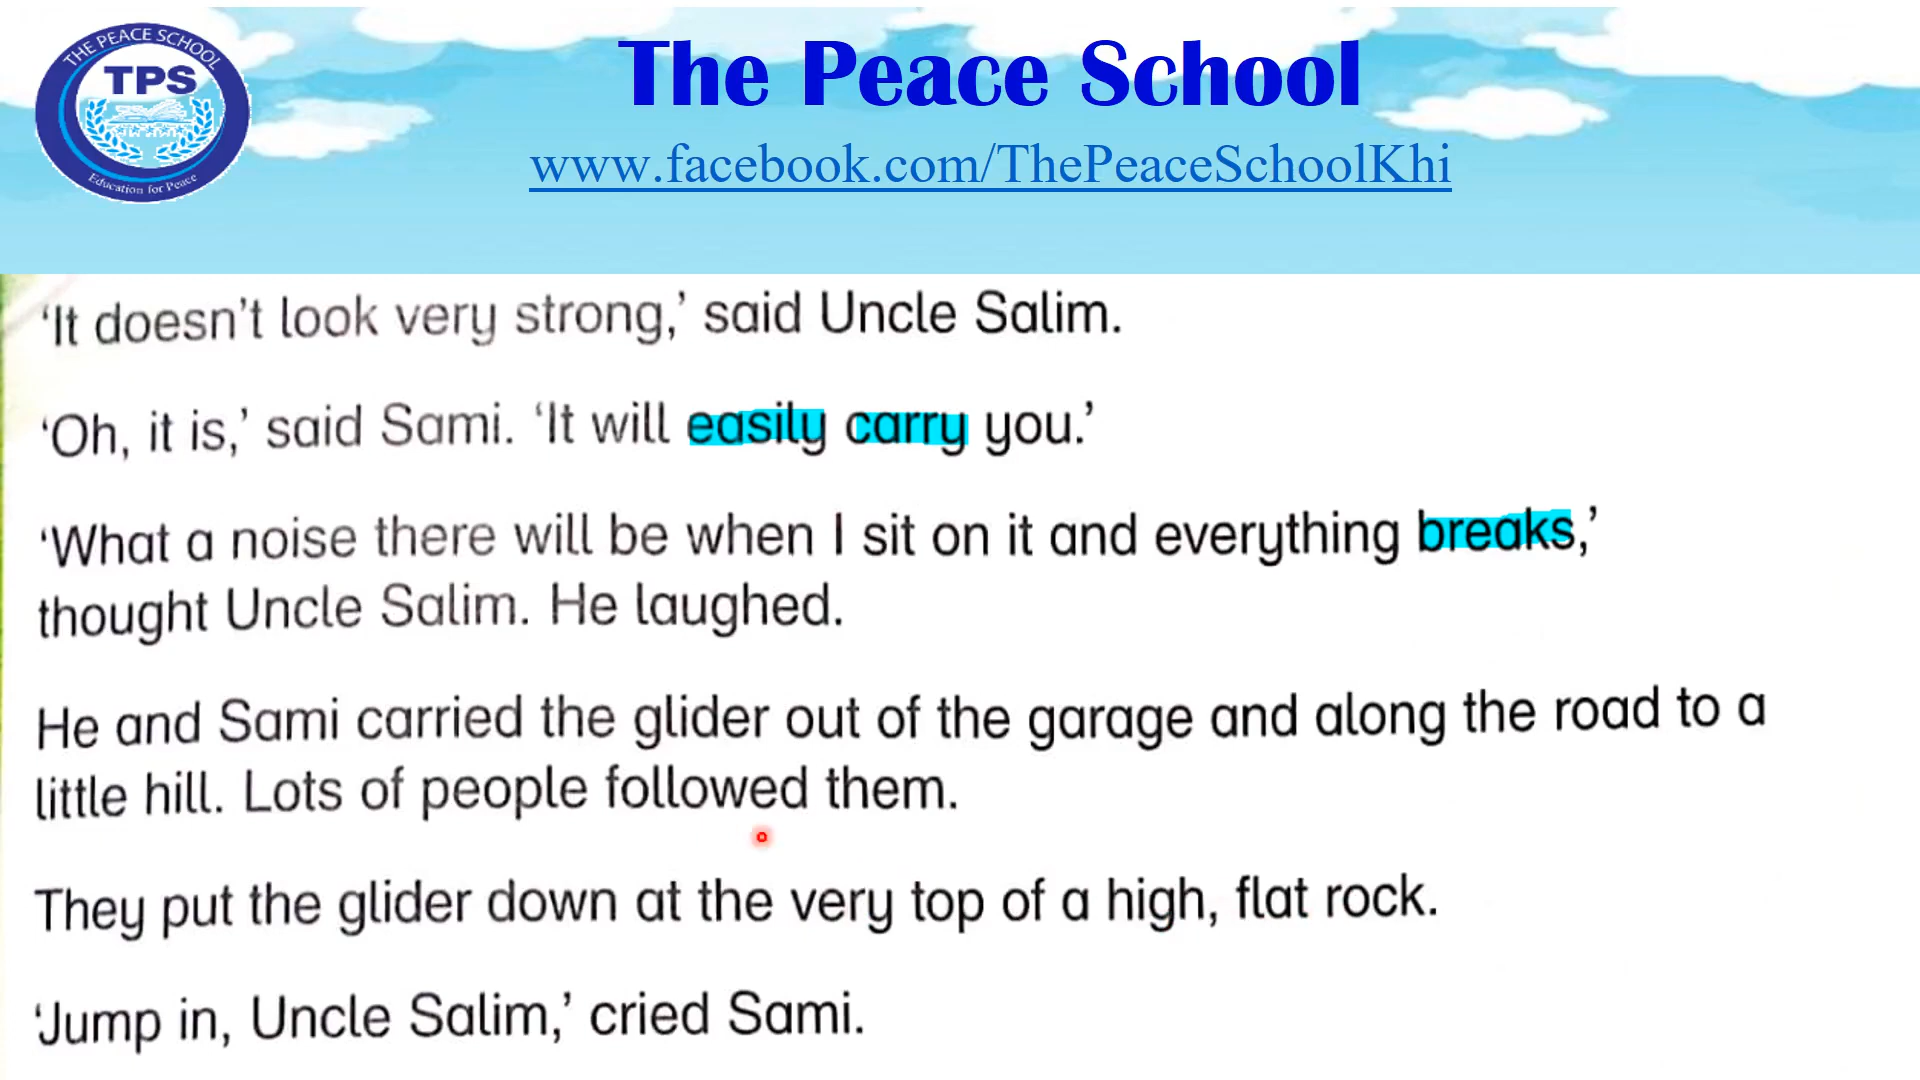 THE PEACE SCHOOL
TPS
Education for Peace
The Peace School
www.facebook.com/ThePeaceSchoolKhi
‘It doesn’t look very strong,’ said Uncle Salim.
‘Oh, it is,’ said Sami. ‘It will easily carry you.’
‘What a noise there will be when I sit on it and everything breaks,’
thought Uncle Salim. He laughed.
He and Sami carried the glider out of the garage and along the road to a
little hill. Lots of people followed them.
They put the glider down at the very top of a high, flat rock.
‘Jump in, Uncle Salim,’ cried Sami.